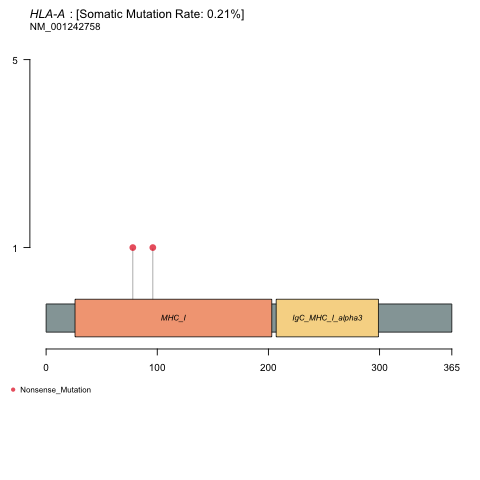 HLA-A : [Somatic Mutation Rate: 0.21%]
NM_001242758
5
1
MHC_I
IgC_MHC_I_alpha3
0
100
200
300
365
Nonsense_Mutation